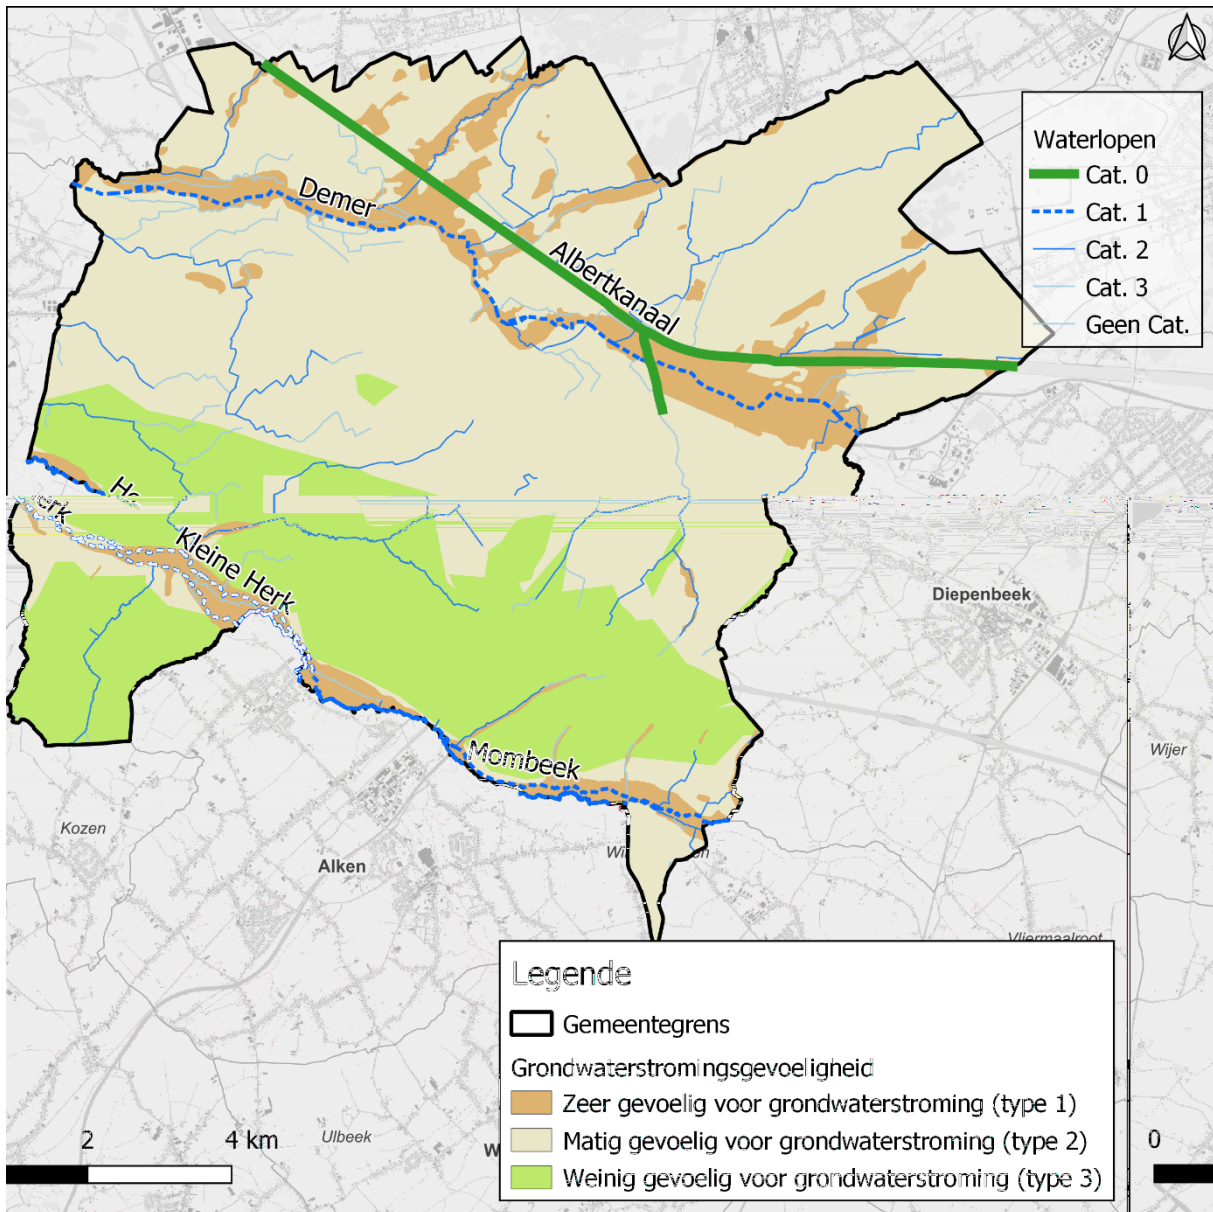 Waterlopen
Cat. 0
Cat. 1
Cat. 2
Cat. 3
Geen Cat.
Demer
Albertkanaal
Kleine Herk
Diepenbeek
Wijer
Mombeek
Kozen
Alken
Vliermaalroot
Legende
Gemeentegrens
Grondwaterstromingsgevoeligheid
Zeer gevoelig voor grondwaterstroming (type 1)
Matig gevoelig voor grondwaterstroming (type 2)
Weinig gevoelig voor grondwaterstroming (type 3)
2 4 km
Ulbeek
0